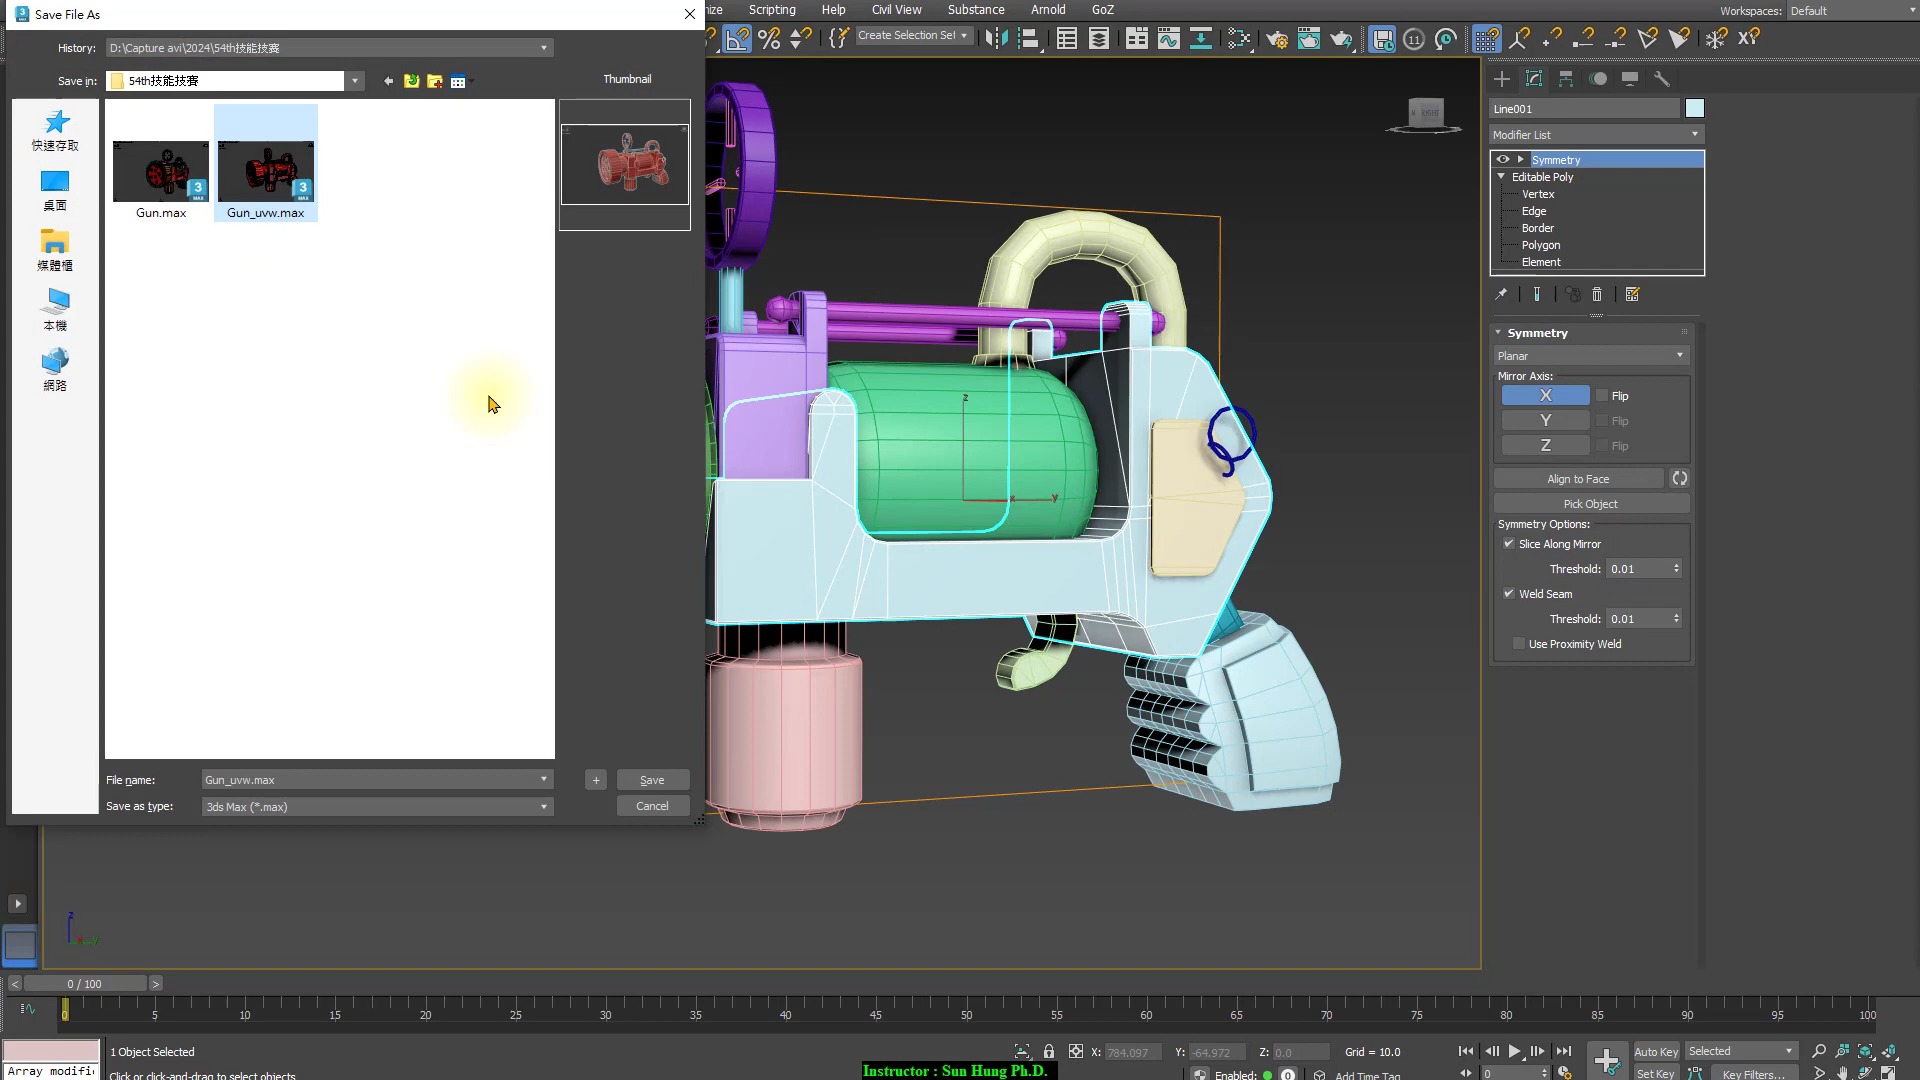 Save File As
ize Scripting Help Civil View Substance Arnold GoZ
Workspaces: Default
Create Selection Set
11
XY
History: D:\Capture avi\2024\54th技能技賽
Save in: 54th技能技賽
Thumbnail
快速存取
桌面
媒體櫃
本機
網路
Gun.max
Gun_uvw.max
File name: Gun_uvw.max
+ Save
Save as type: 3ds Max (*.max)
Cancel
RIGHT
z
x
y
Line001
Modifier List
Symmetry
Editable Poly
Vertex
Edge
Border
Polygon
Element
Symmetry
Planar
Mirror Axis:
X Flip
Y Flip
Z Flip
Align to Face
Pick Object
Symmetry Options:
Slice Along Mirror
Threshold: 0.01
Weld Seam
Threshold: 0.01
Use Proximity Weld
z
< 0 / 100 >
0 5 10 15 20 25 30 35 40 45 50 55 60 65 70 75 80 85 90 95 100
1 Object Selected
X: 784.097 Y: -64.972 Z: 0.0 Grid = 10.0
Auto Key Selected
Array modifi
Click or click-and-drag to select objects
Instructor : Sun Hung Ph.D.
Enabled: 0 Add Time Tag
0
Set Key Key Filters...